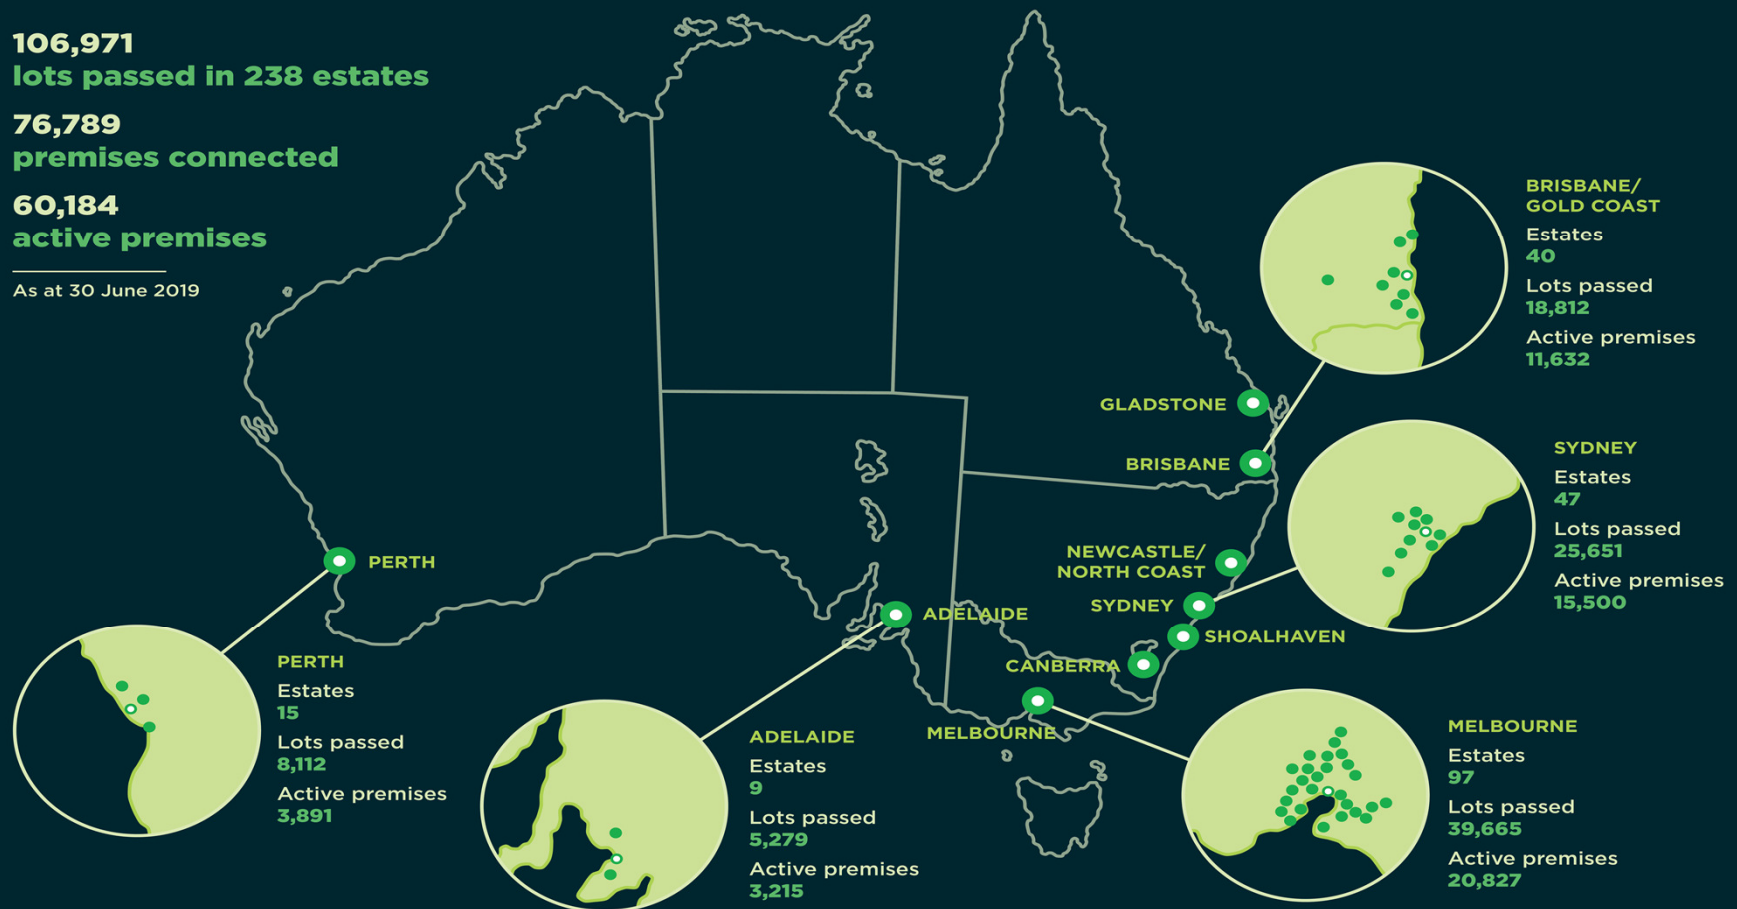 106,971
lots passed in 238 estates
76,789
premises connected
60,184
active premises
As at 30 June 2019
BRISBANE/
GOLD COAST
Estates
40
Lots passed
18,812
Active premises
11,632
GLADSTONE
BRISBANE
SYDNEY
Estates
47
Lots passed
25,651
Active premises
15,500
NEWCASTLE/
NORTH COAST
SYDNEY
SHOALHAVEN
CANBERRA
MELBOURNE
PERTH
ADELAIDE
PERTH
Estates
15
Lots passed
8,112
Active premises
3,891
ADELAIDE
Estates
9
Lots passed
5,279
Active premises
3,215
MELBOURNE
Estates
97
Lots passed
39,665
Active premises
20,827